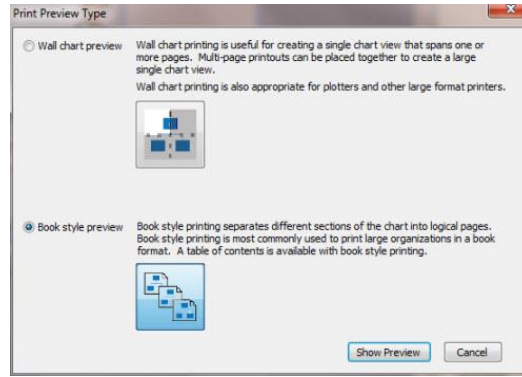 Print Preview Type
Wall chart preview
Wall chart printing is useful for creating a single chart view that spans one or
more pages. Multi-page printouts can be placed together to create a large
single chart view.
Wall chart printing is also appropriate for plotters and other large format printers.
Book style preview
Book style printing separates different sections of the chart into logical pages.
Book style printing is most commonly used to print large organizations in a book
format. A table of contents is available with book style printing.
Show Preview
Cancel